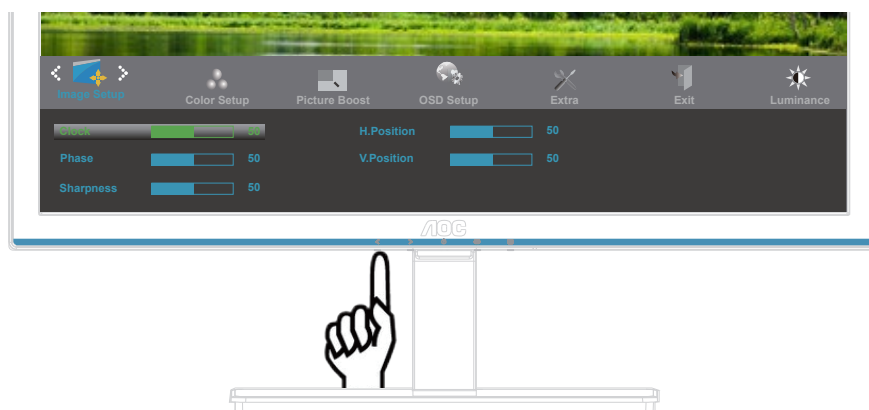 Image Setup
Color Setup
Picture Boost
OSD Setup
Extra
Exit
Luminance
Clock 50 H.Position 50
Phase 50 V.Position 50
Sharpness 50
AOC